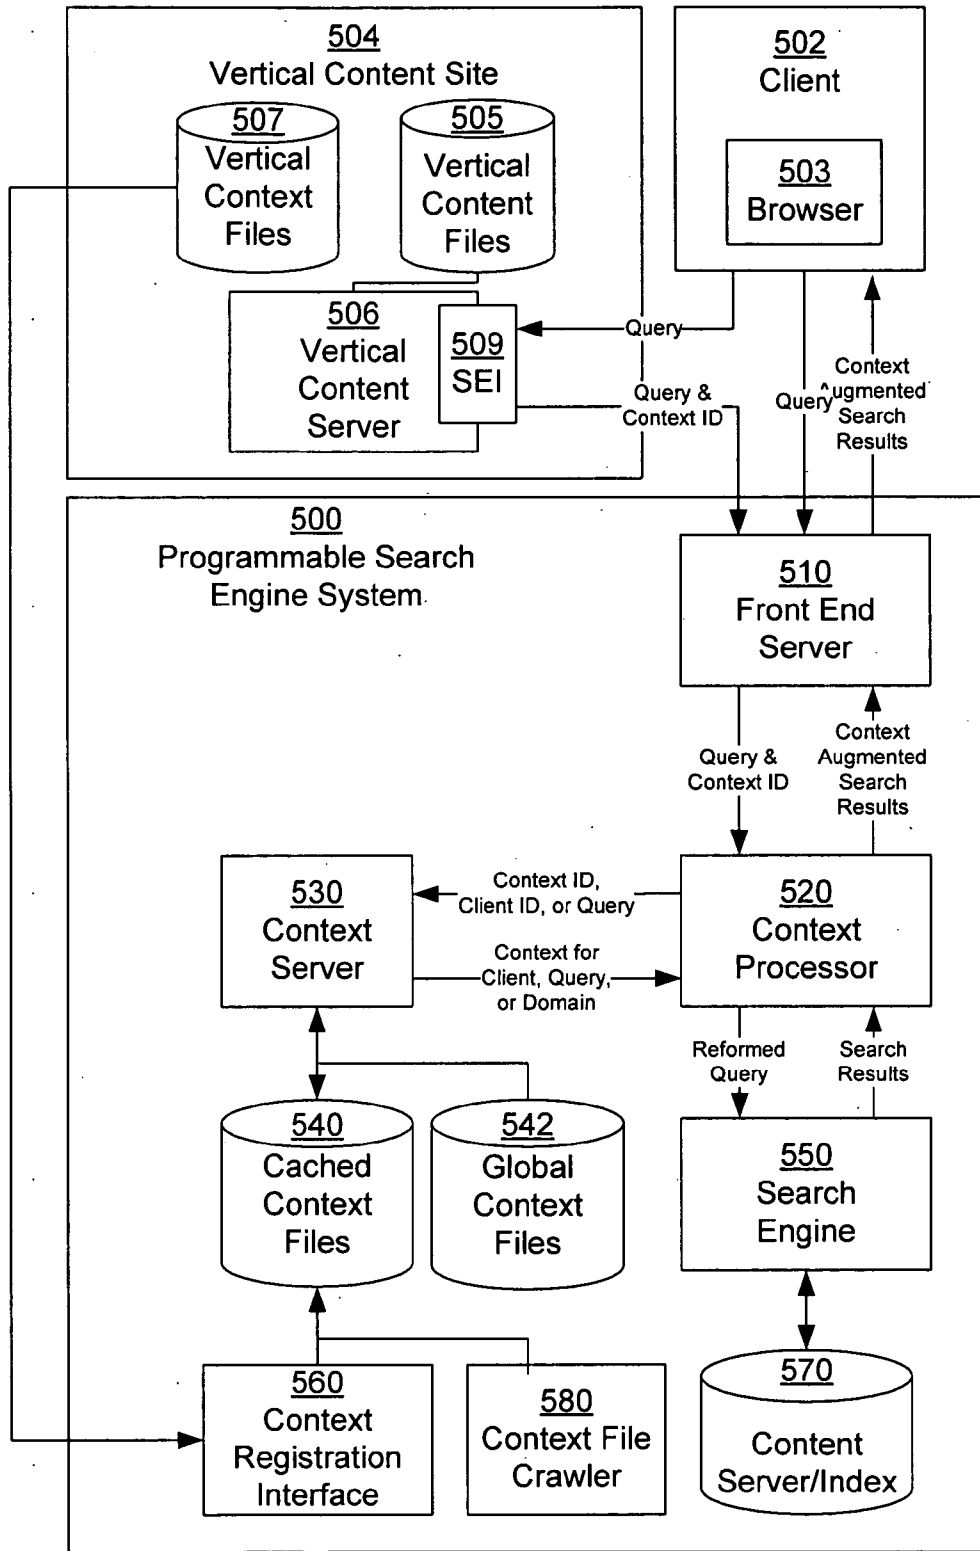 504
Vertical Content Site
507
Vertical
Context
Files
505
Vertical
Content
Files
506
Vertical
Content
Server
509
SEI
502
Client
503
Browser
Query
Query &
Context ID
Query
Context
Augmented
Search
Results
500
Programmable Search
Engine System
510
Front End
Server
Query &
Context ID
Context
Augmented
Search
Results
530
Context
Server
Context ID,
Client ID, or Query
Context for
Client, Query,
or Domain
520
Context
Processor
Reformed
Query
Search
Results
540
Cached
Context
Files
542
Global
Context
Files
550
Search
Engine
560
Context
Registration
Interface
580
Context File
Crawler
570
Content
Server/Index